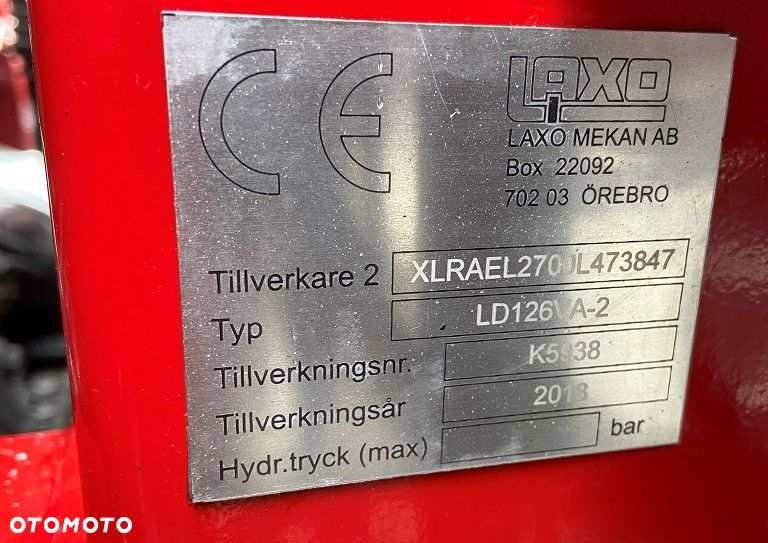 CE
LAXO
LAXO MEKAN AB
Box 22092
702 03 ÖREBRO
Tillverkare 2 XLRAEL2700L473847
Typ LD126VA-2
Tillverkningsnr. K5938
Tillverkningsår 2018
Hydr.tryck (max) bar
OTOMOTO